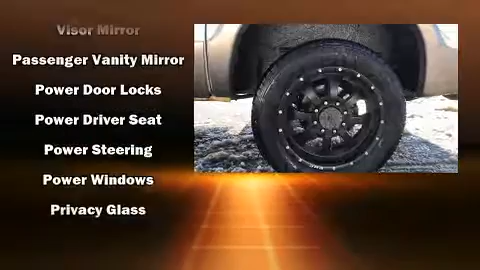 Visor Mirror
Passenger Vanity Mirror
Power Door Locks
Power Driver Seat
Power Steering
Power Windows
Privacy Glass